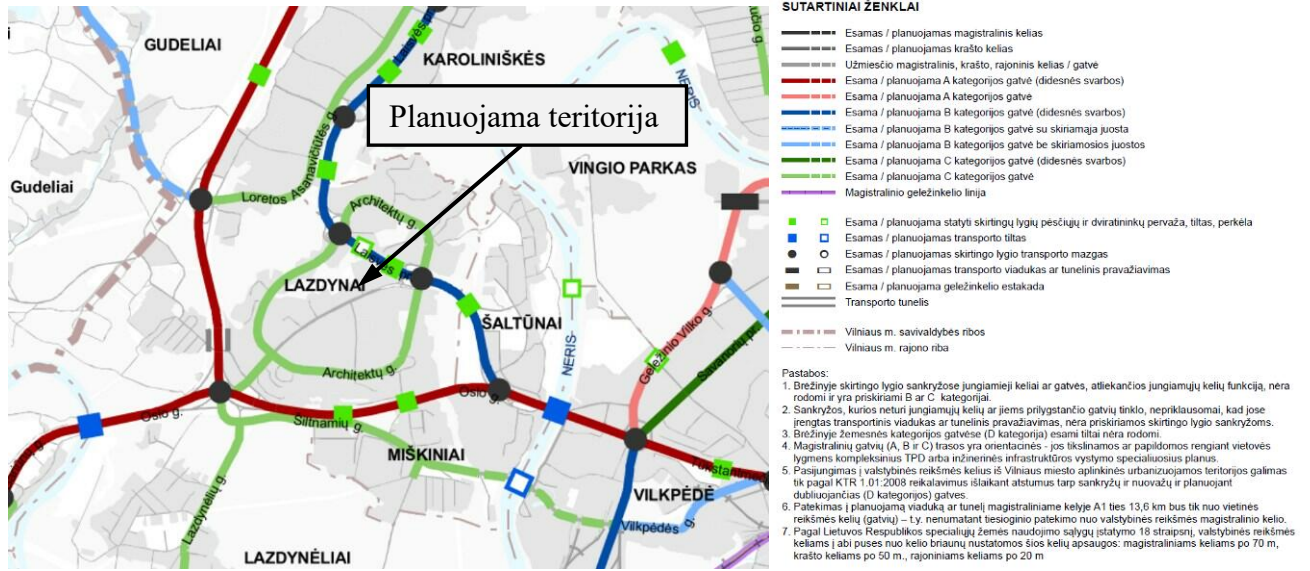 GUDELIAI
Laisvės pr.
KAROLINIŠKĖS
NERIS
Planuojama teritorija
VINGIO PARKAS
Gudeliai
Loretos Asanavičiūtės g.
Architektų g.
Laisvės pr.
LAZDYNAI
ŠALTŪNAI
NERIS
Geležinio Vilko g.
Savanorių pr.
Architektų g.
Oslo g.
Oslo g.
Šiltnamių g.
MIŠKINIAI
Lazdynėlių g.
VILKPĖDĖ
Vilkpėdės g.
LAZDYNĖLIAI
SUTARTINIAI ŽENKLAI
Esamas / planuojamas magistralinis kelias
Esamas / planuojamas krašto kelias
Užmiesčio magistralinis, krašto, rajoninis kelias / gatvė
Esama / planuojama A kategorijos gatvė (didesnės svarbos)
Esama / planuojama A kategorijos gatvė
Esama / planuojama B kategorijos gatvė (didesnės svarbos)
Esama / planuojama B kategorijos gatvė su skiriamąja juosta
Esama / planuojama B kategorijos gatvė be skiriamosios juostos
Esama / planuojama C kategorijos gatvė (didesnės svarbos)
Esama / planuojama C kategorijos gatvė
Magistralinio geležinkelio linija
Esama / planuojama statyti skirtingų lygių pėsčiųjų ir dviratininkų pervaža, tiltas, perkėla
Esamas / planuojamas transporto tiltas
Esamas / planuojamas skirtingo lygio transporto mazgas
Esamas / planuojamas transporto viadukas ar tunelinis pravažiavimas
Esama / planuojama geležinkelio estakada
Transporto tunelis
Vilniaus m. savivaldybės ribos
Vilniaus m. rajono riba
Pastabos:
1. Brėžinyje skirtingo lygio sankryžose jungiamieji keliai ar gatvės, atliekančios jungiamųjų kelių funkciją, nėra
rodomi ir yra priskiriami B ar C kategorijai.
2. Sankryžos, kurios neturi jungiamųjų kelių ar jiems prilygstančio gatvių tinklo, nepriklausomai, kad jose
įrengtas transportinis viadukas ar tunelinis pravažiavimas, nėra priskiriamos skirtingo lygio sankryžoms.
3. Brėžinyje žemesnės kategorijos gatvėse (D kategorija) esami tiltai nėra rodomi.
4. Magistralinių gatvių (A, B ir C) trasos yra orientacinės - jos tikslinamos ar papildomos rengiant vietovės
lygmens kompleksinius TPD arba inžinerinės infrastruktūros vystymo specialiuosius planus.
5. Pasijungimas į valstybinės reikšmės kelius iš Vilniaus miesto aplinkinės urbanizuojamos teritorijos galimas
tik pagal KTR 1.01:2008 reikalavimus išlaikant atstumus tarp sankryžų ir nuovažų ir planuojant
dubliuojančias (D kategorijos) gatves.
6. Patekimas į planuojamą viaduką ar tunelį magistraliniame kelyje A1 ties 13,6 km bus tik nuo vietinės
reikšmės kelių (gatvių) – t.y. nenumatant tiesioginio patekimo nuo valstybinės reikšmės magistralinio kelio.
7. Pagal Lietuvos Respublikos specialiųjų žemės naudojimo sąlygų įstatymo 18 straipsnį, valstybinės reikšmės
keliams į abi puses nuo kelio briaunų nustatomos šios kelių apsaugos: magistraliniams keliams po 70 m,
krašto keliams po 50 m., rajoniniams keliams po 20 m